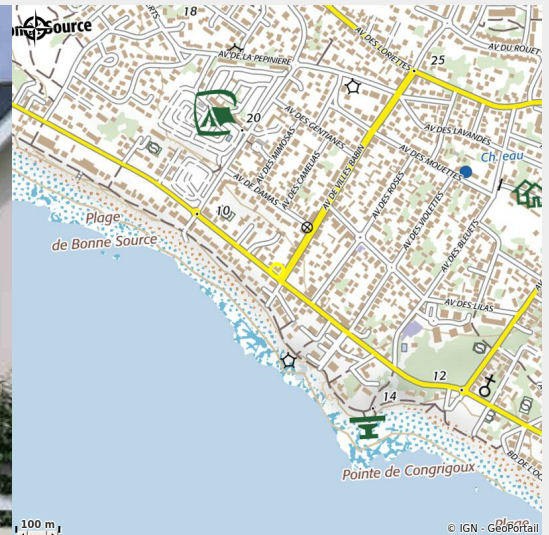 18
Source
AV DE LA PEPINIERE
AV DES LORIETTES
25
AV DU ROUET
20
AV DES GENTIANES
AV DES LAVANDES
Ch. eau
AV DES MIMOSAS
AV DES CAMELIAS
AV DE VILLES BABIN
AV DES MOUETTES
AV DE DAMAS
AV DES ROSES
AV DES VIOLETTES
AV DES BLEUETS
10
Plage
de Bonne Source
AV DES LILAS
12
14
Pointe de Congrigoux
Plage
100 m
© IGN - GeoPortail